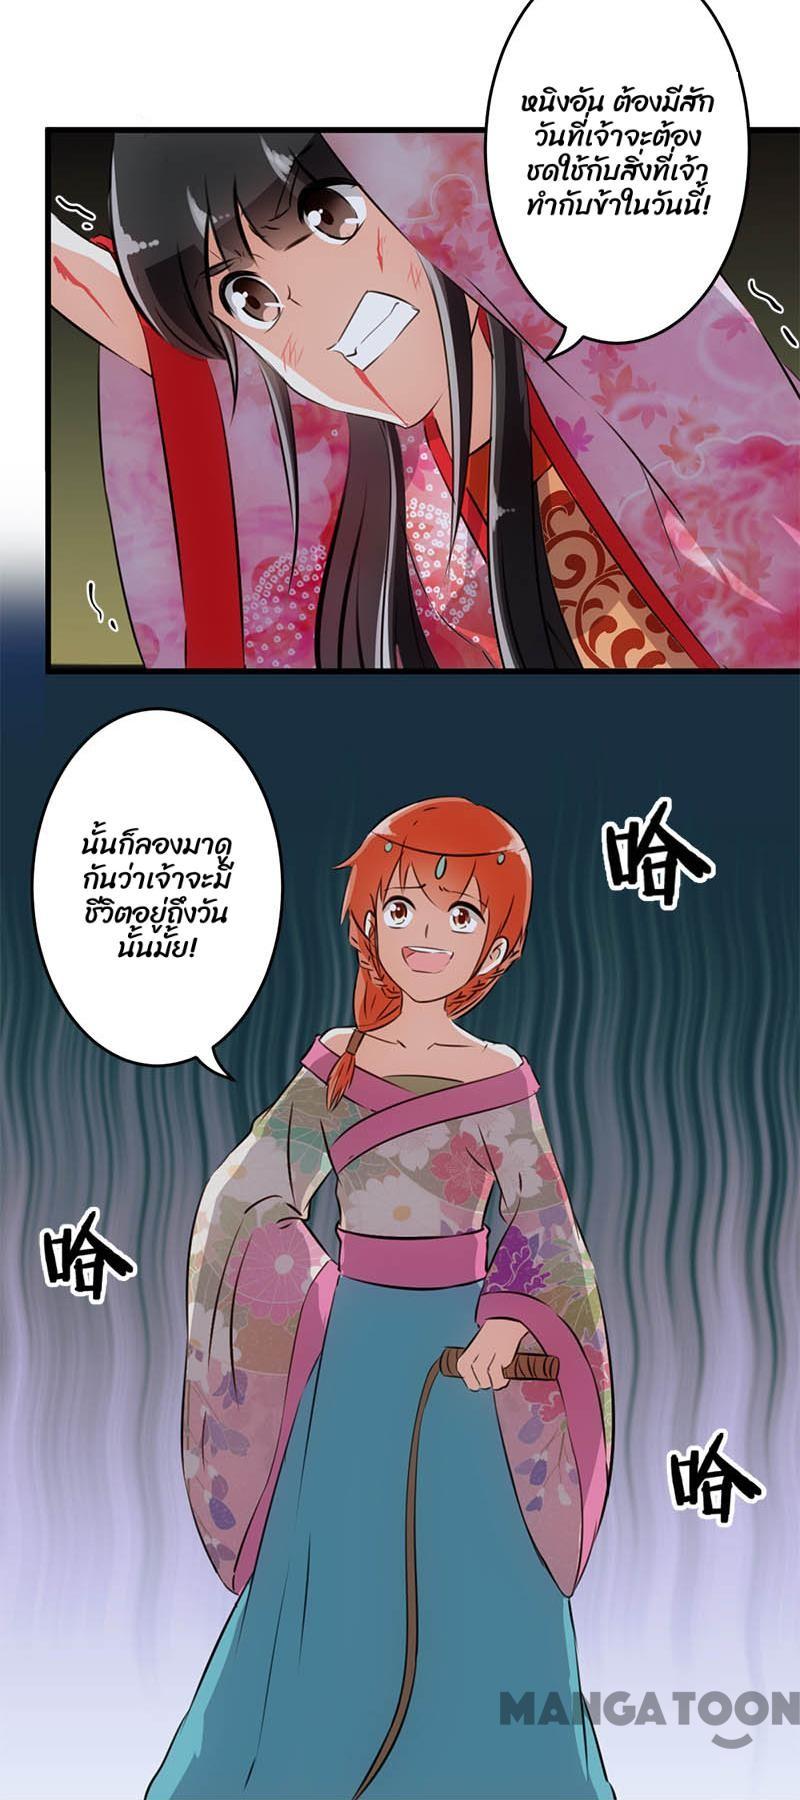 หนิงอัน ต้องมีสัก
วันที่เจ้าจะต้อง
ชดใช้กับสิ่งที่เจ้า
ทำกับข้าในวันนี้!
นั้นก็ลองมาดู
กันว่าเจ้าจะมี
ชีวิตอยู่ถึงวัน
นั้นมั้ย!
哈
哈
哈
MANGATOON